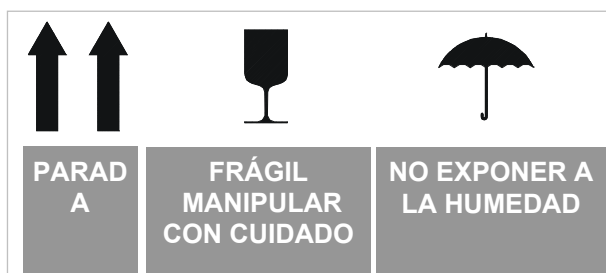 PARAD
A
FRÁGIL
MANIPULAR
CON CUIDADO
NO EXPONER A
LA HUMEDAD